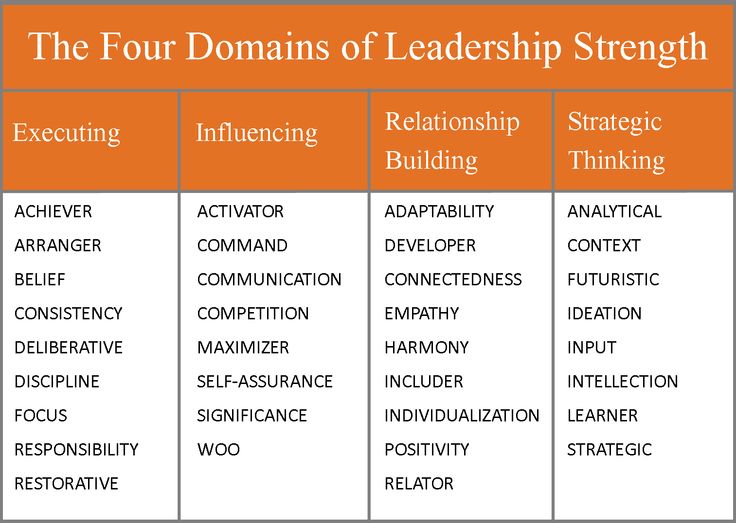 The Four Domains of Leadership Strength
Executing
Influencing
Relationship
Building
Strategic
Thinking
ACHIEVER
ARRANGER
BELIEF
CONSISTENCY
DELIBERATIVE
DISCIPLINE
FOCUS
RESPONSIBILITY
RESTORATIVE
ACTIVATOR
COMMAND
COMMUNICATION
COMPETITION
MAXIMIZER
SELF-ASSURANCE
SIGNIFICANCE
WOO
ADAPTABILITY
DEVELOPER
CONNECTEDNESS
EMPATHY
HARMONY
INCLUDER
INDIVIDUALIZATION
POSITIVITY
RELATOR
ANALYTICAL
CONTEXT
FUTURISTIC
IDEATION
INPUT
INTELLECTION
LEARNER
STRATEGIC